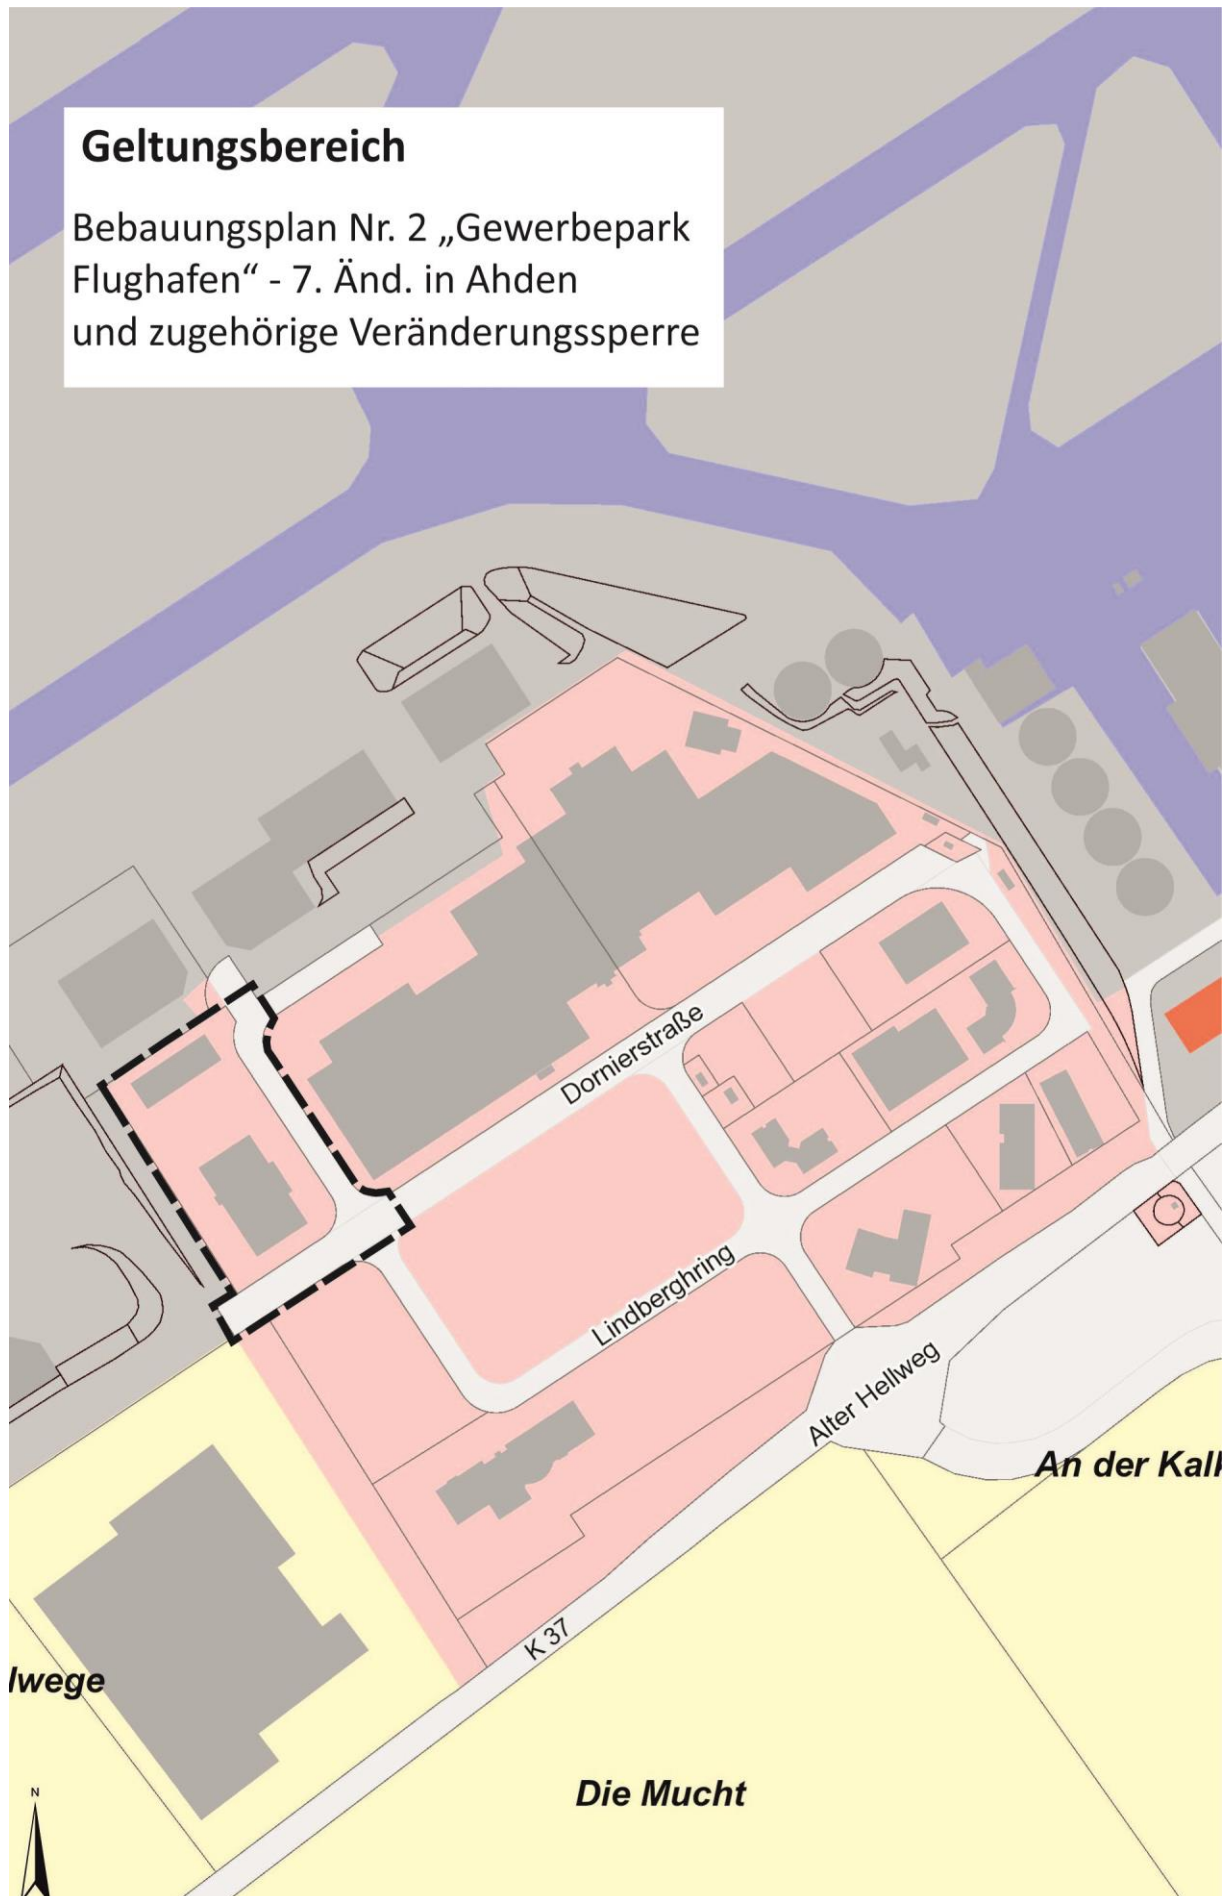 Geltungsbereich
Bebauungsplan Nr. 2 „Gewerbepark
Flughafen“ - 7. Änd. in Ahden
und zugehörige Veränderungssperre
Dornierstraße
Lindberghring
Alter Hellweg
An der Kalk
K 37
lwege
Die Mucht
N